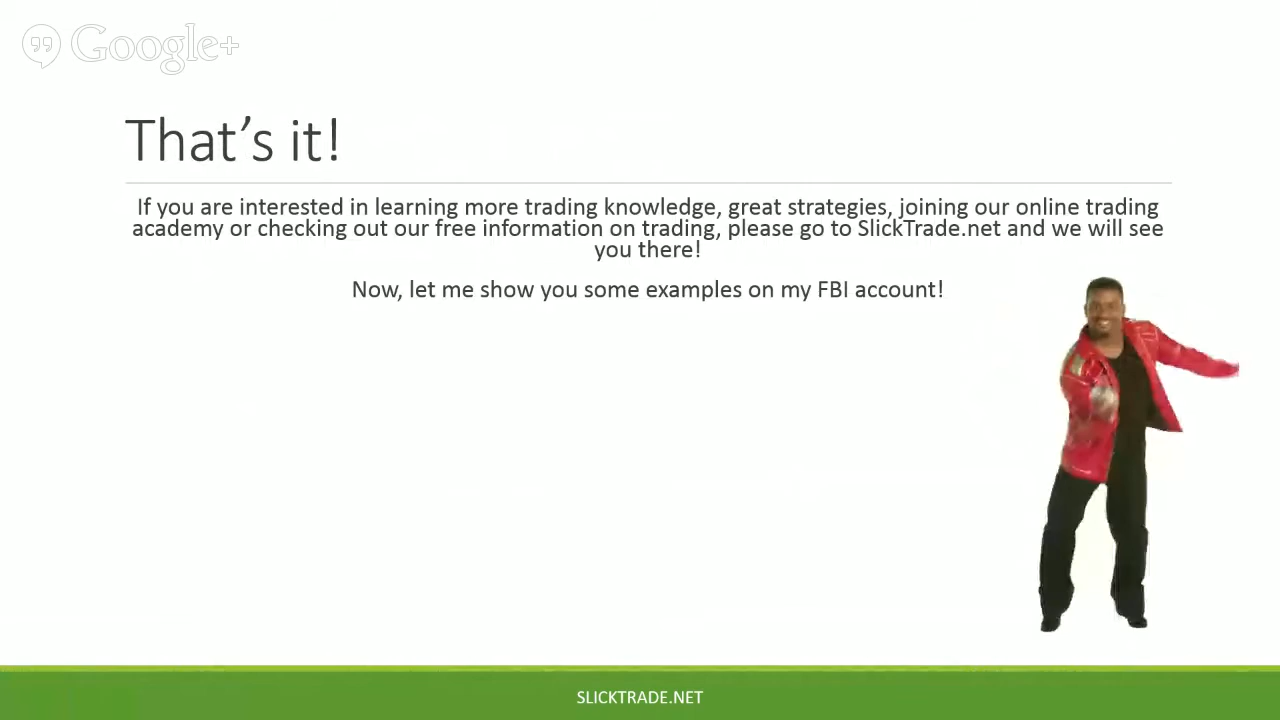 Google+
That's it!
If you are interested in learning more trading knowledge, great strategies, joining our online trading
academy or checking out our free information on trading, please go to SlickTrade.net and we will see
you there!
Now, let me show you some examples on my FBI account!
SLICKTRADE.NET